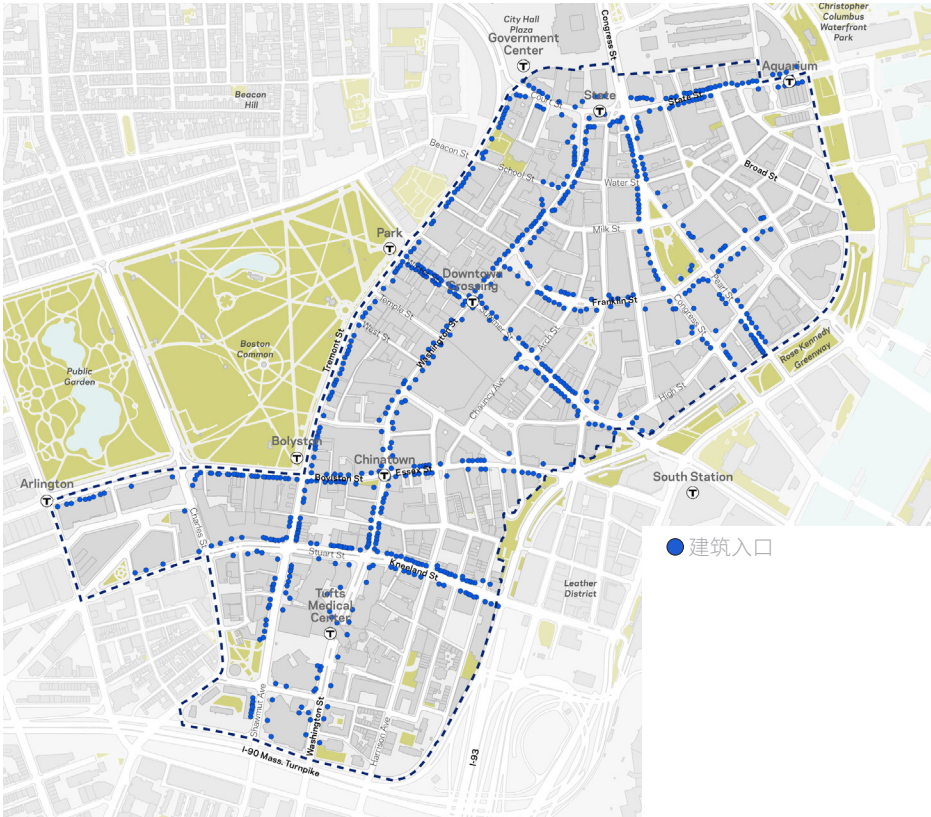 Christopher
Columbus
Waterfront
Park
City Hall
Plaza
Government
Center
Congress St
Aquarium
Beacon
Hill
Court St
State
State St
Beacon St
School St
Broad St
Water St
Milk St
Park
Downtown
Crossing
Winter St
Pearl St
Temple St
Summer St
Franklin St
Congress St
West St
Washington St
Arch St
Tremont St
Boston
Common
Rose Kennedy
Greenway
Public
Garden
Chauncy Ave
High St
Bolyston
Chinatown
Arlington
Boylston St
Essex St
South Station
Charles St
建筑入口
Stuart St
Kneeland St
Leather
District
Tufts
Medical
Center
Shawmut Ave
Washington St
Harrison Ave
I-90 Mass. Turnpike
I-93